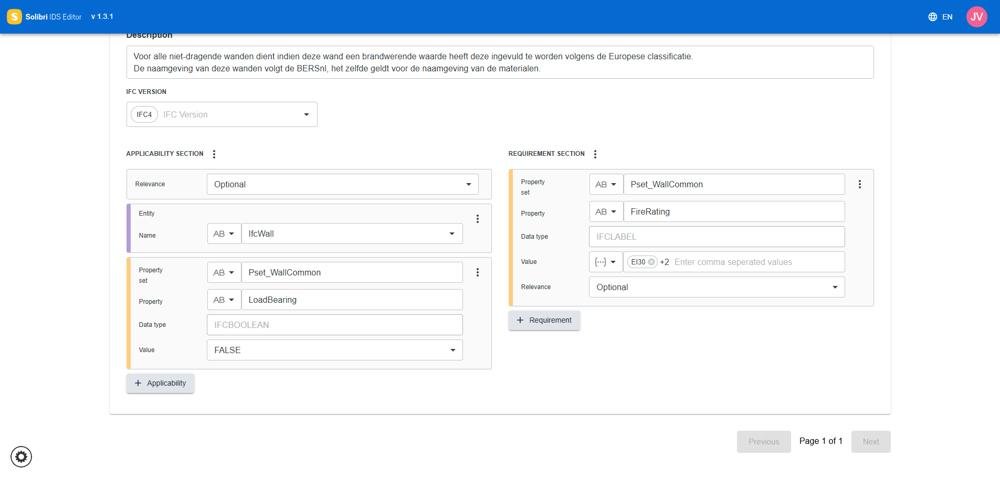 S Solibri IDS Editor v 1.3.1
EN JV
Description
Voor alle niet-dragende wanden dient indien deze wand een brandwerende waarde heeft deze ingevuld te worden volgens de Europese classificatie.
De naamgeving van deze wanden volgt de BERSnl, het zelfde geldt voor de naamgeving van de materialen.
IFC VERSION
IFC4 IFC Version
APPLICABILITY SECTION
Relevance Optional
Entity
Name AB IfcWall
Property
set
AB Pset_WallCommon
Property AB LoadBearing
Data type IFCBOOLEAN
Value FALSE
+ Applicability
REQUIREMENT SECTION
Property
set
AB Pset_WallCommon
Property AB FireRating
Data type IFCLABEL
Value {...} EI30 +2 Enter comma seperated values
Relevance Optional
+ Requirement
Previous Page 1 of 1 Next